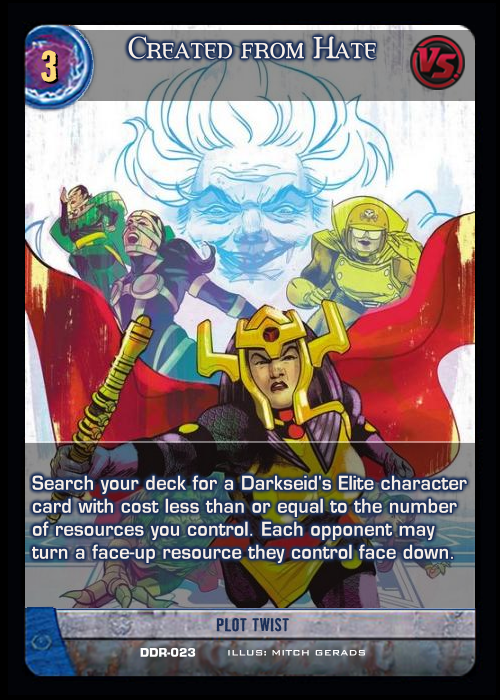 3
Created from Hate
VS
Search your deck for a Darkseid's Elite character
card with cost less than or equal to the number
of resources you control. Each opponent may
turn a face-up resource they control face down.
PLOT TWIST
DDR-023 ILLUS: MITCH GERADS